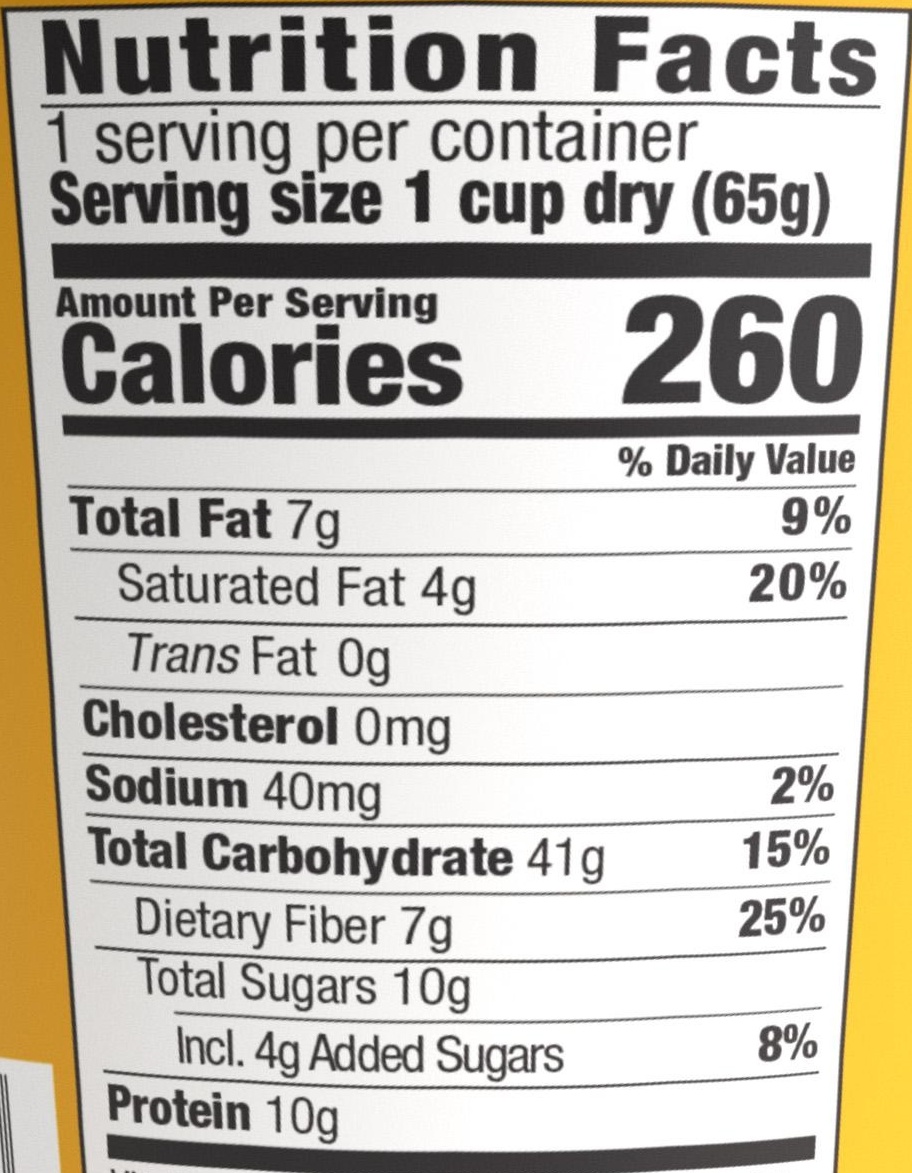 Nutrition Facts
1 serving per container
Serving size 1 cup dry (65g)
Amount Per Serving
Calories 260
% Daily Value
Total Fat 7g 9%
Saturated Fat 4g 20%
Trans Fat 0g
Cholesterol 0mg
Sodium 40mg 2%
Total Carbohydrate 41g 15%
Dietary Fiber 7g 25%
Total Sugars 10g
Incl. 4g Added Sugars 8%
Protein 10g